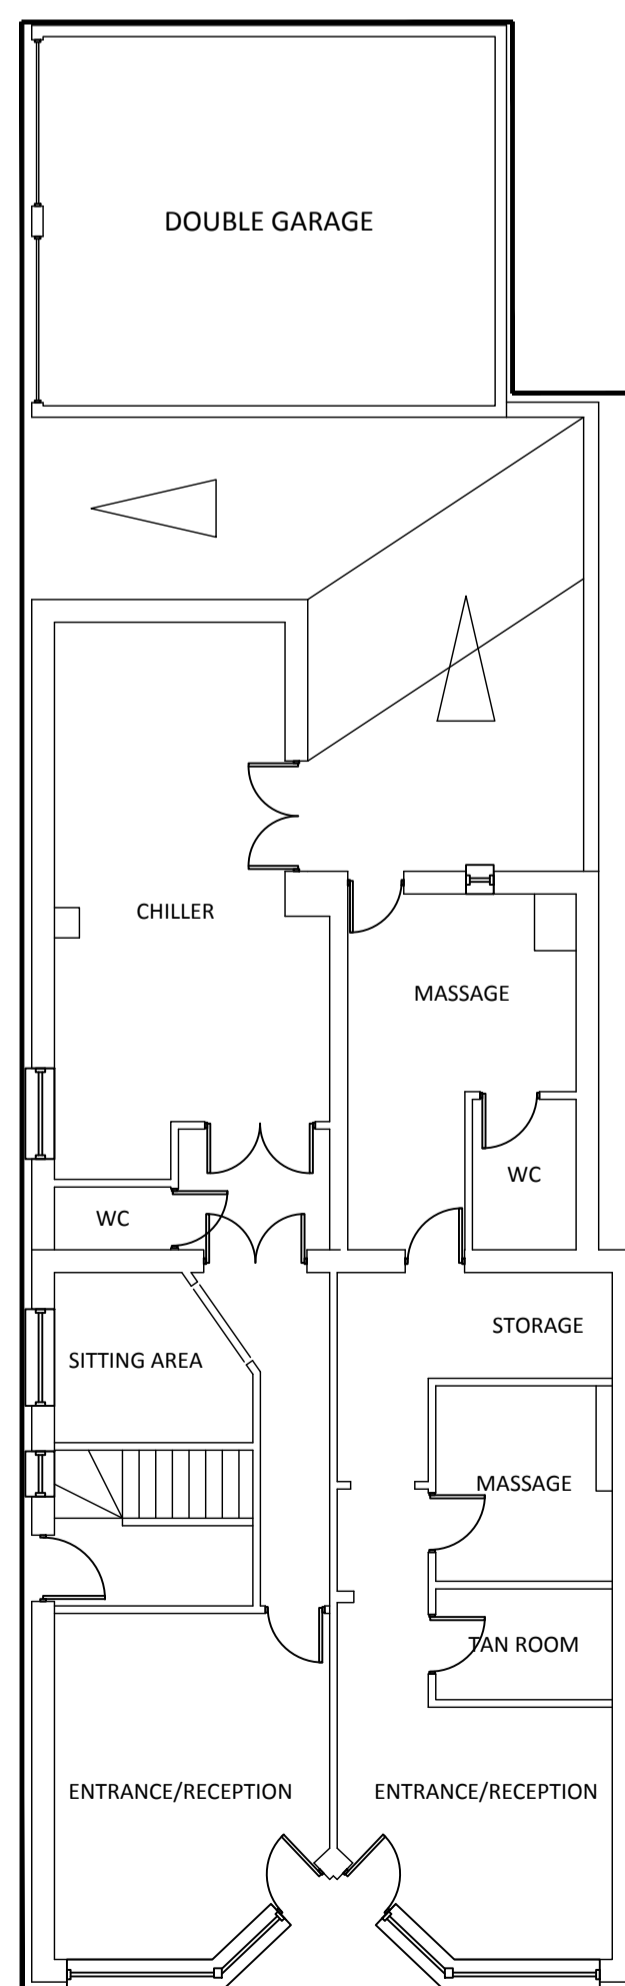 DOUBLE GARAGE
CHILLER
MASSAGE
WC
WC
STORAGE
SITTING AREA
MASSAGE
TAN ROOM
ENTRANCE/RECEPTION
ENTRANCE/RECEPTION